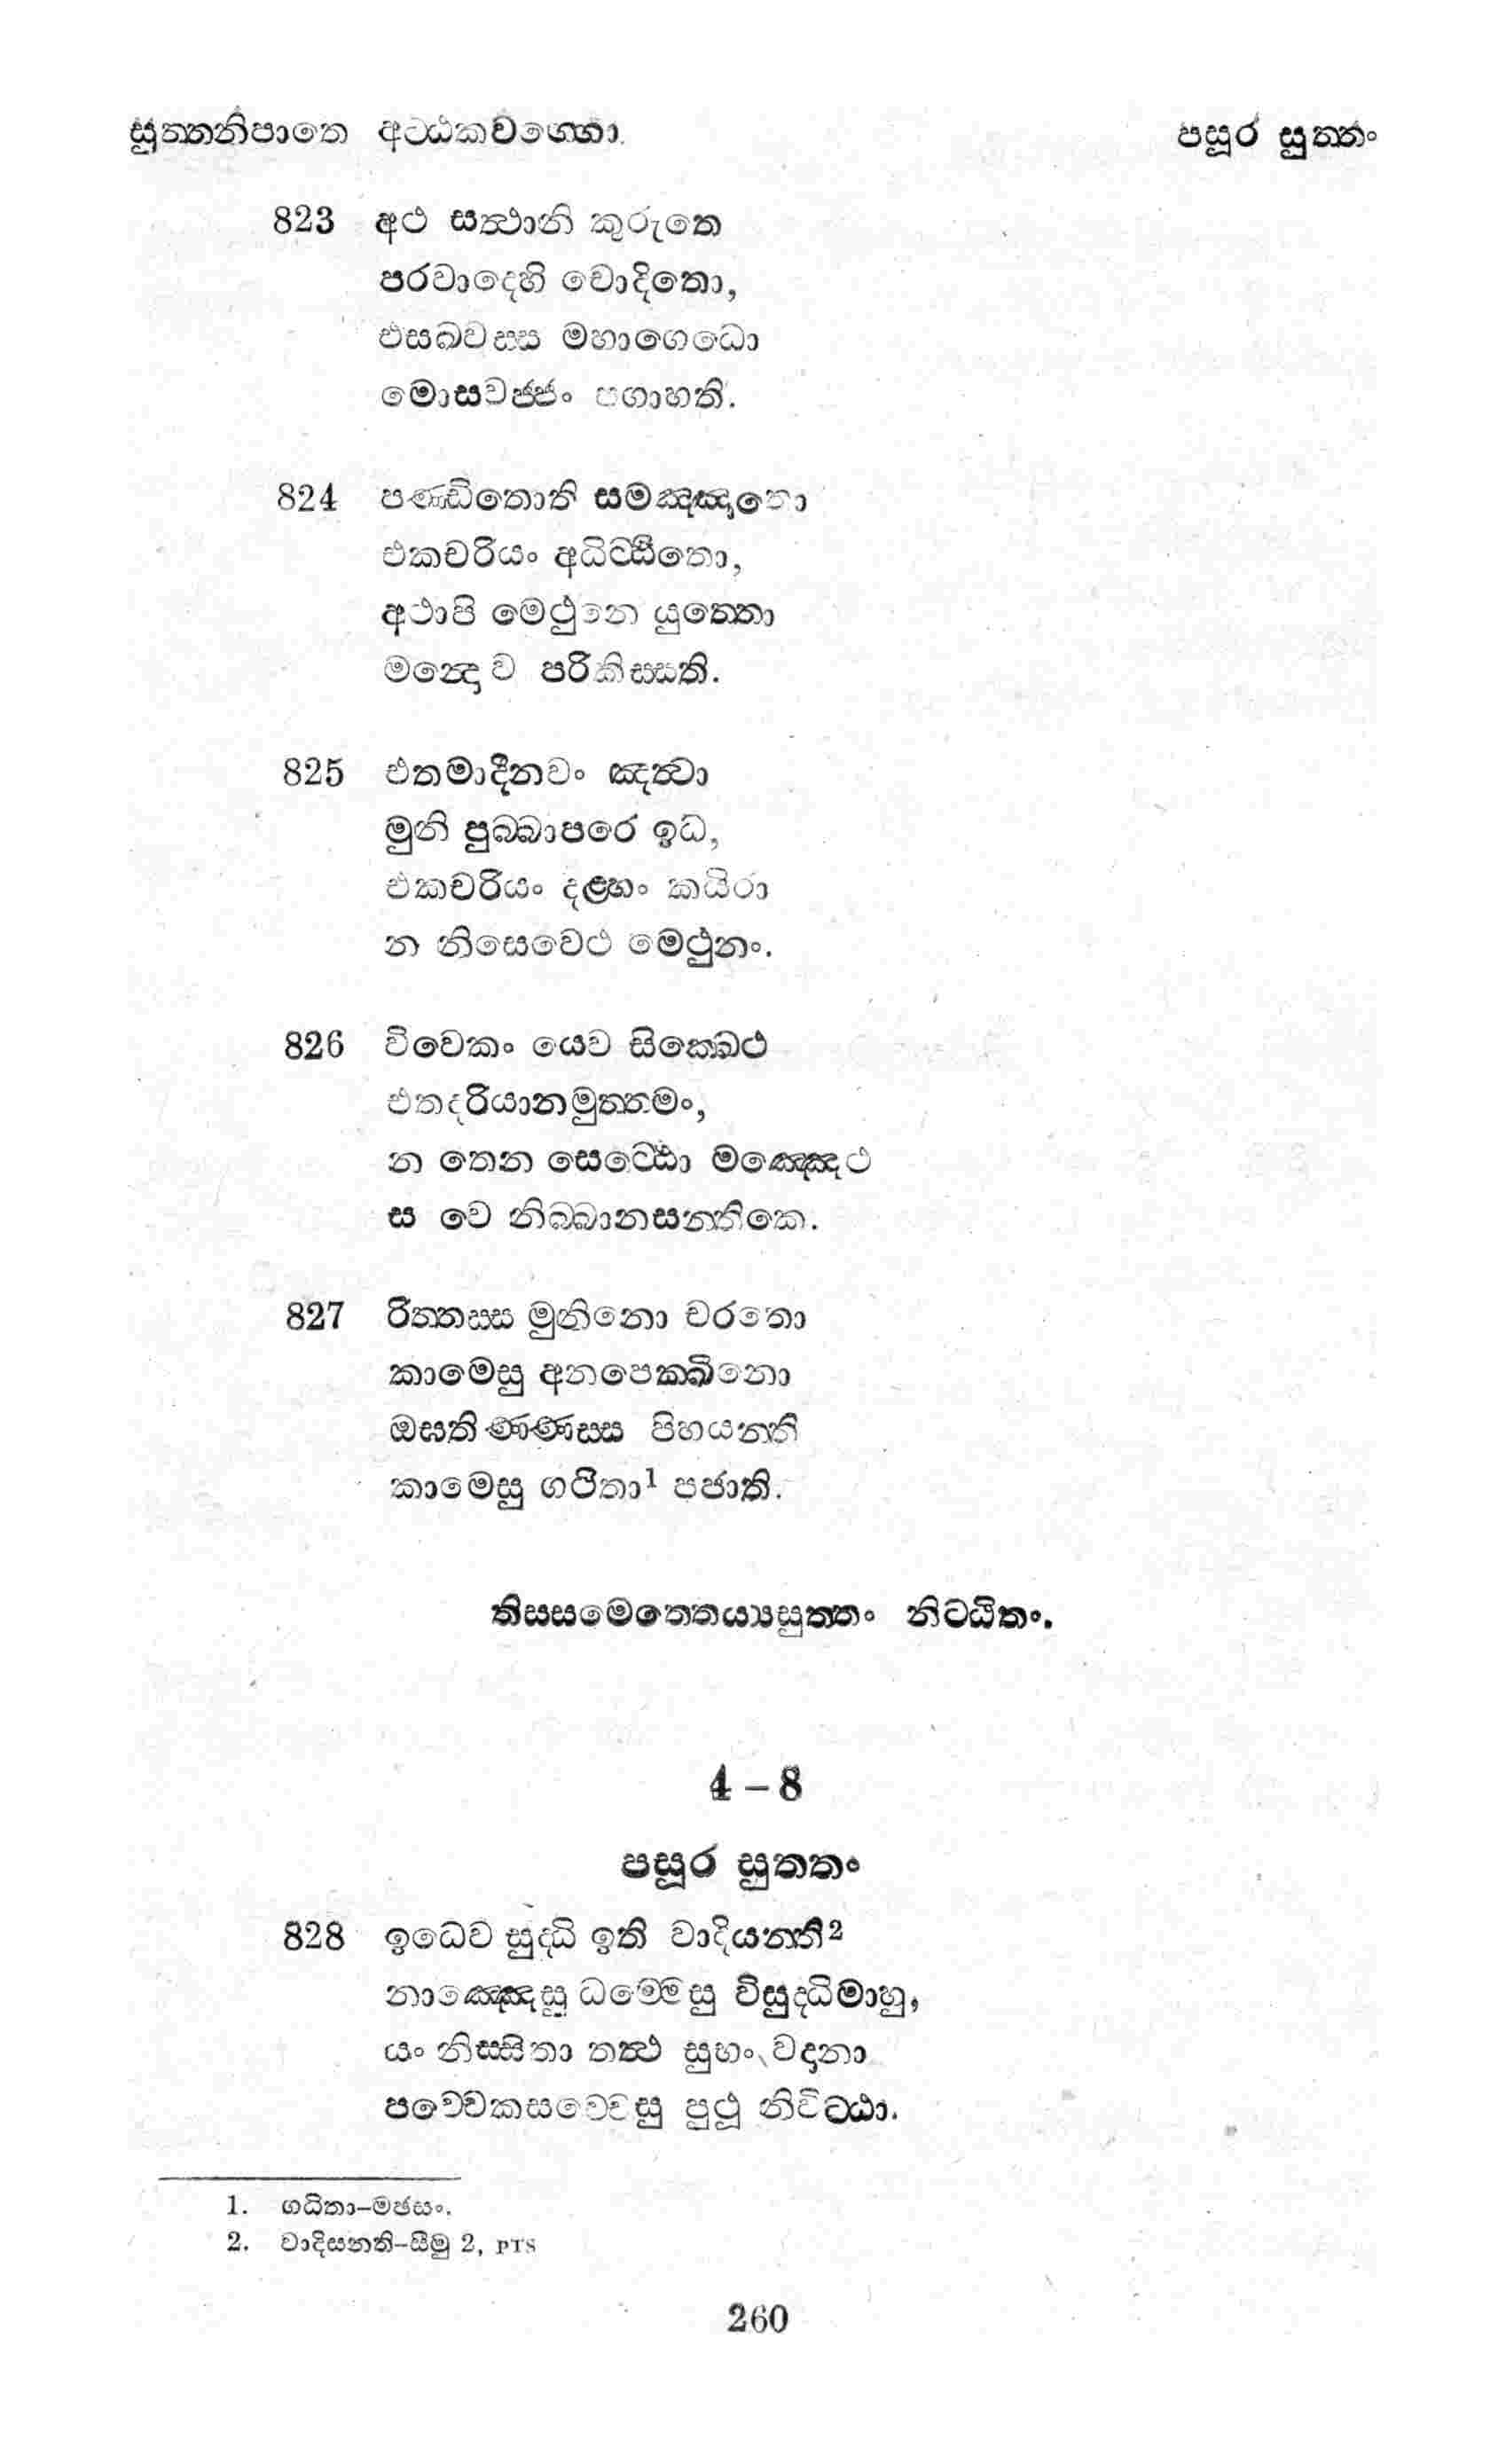 සුත්තනිපාතෙ අට්ඨකවග්ගො පසූර සුත්තං
823 අථ සත්ථානි කුරුතෙ
පරවාදෙහි චොදිතො,
එසඛ්වස්ස මහාගෙධො
මොසවජ්ජං පගාහති.
824 පණ්ඩිතොති සමඤ්ඤාතො
එකචරියං අධිට්ඨිතො,
අථාපි මෙථුනෙ යුත්තො
මන්දොව පරිකිස්සති.
825 එතමාදීනවං ඤත්වා
මුනි පුබ්බාපරෙ ඉධ,
එකචරියං දළ්හං කයිරා
න නිසෙවෙථ මෙථුනං.
826 විවෙකං යෙව සික්ඛෙථ
එතදරියානමුත්තමං,
න තෙන සෙට්ඨො මඤ්ඤෙථ
ස වෙ නිබ්බානසන්තිකෙ.
827 රිත්තස්ස මුනිනො චරතො
කාමෙසු අනපෙක්ඛිනො
ඔඝතිණ්ණස්ස පිහයන්ති
කාමෙසු ගථිතා¹ පජාති.
තිස්සමෙත්තෙය්යසුත්තං නිට්ඨිතං.
4 – 8
පසූර සුත්තං
828 ඉධෙව සුද්ධි ඉති වාදියන්ති²
නාඤ්ඤෙසු ධම්මෙසු විසුද්ධිමාහු,
යං නිස්සිතා තත්ථ සුභං වදානා
පච්චෙකසච්චෙසු පුථූ නිවිට්ඨා.
1. ගධිතා–මඡසං.
2. වාදිසන්ති–සීමු 2, PTS
260